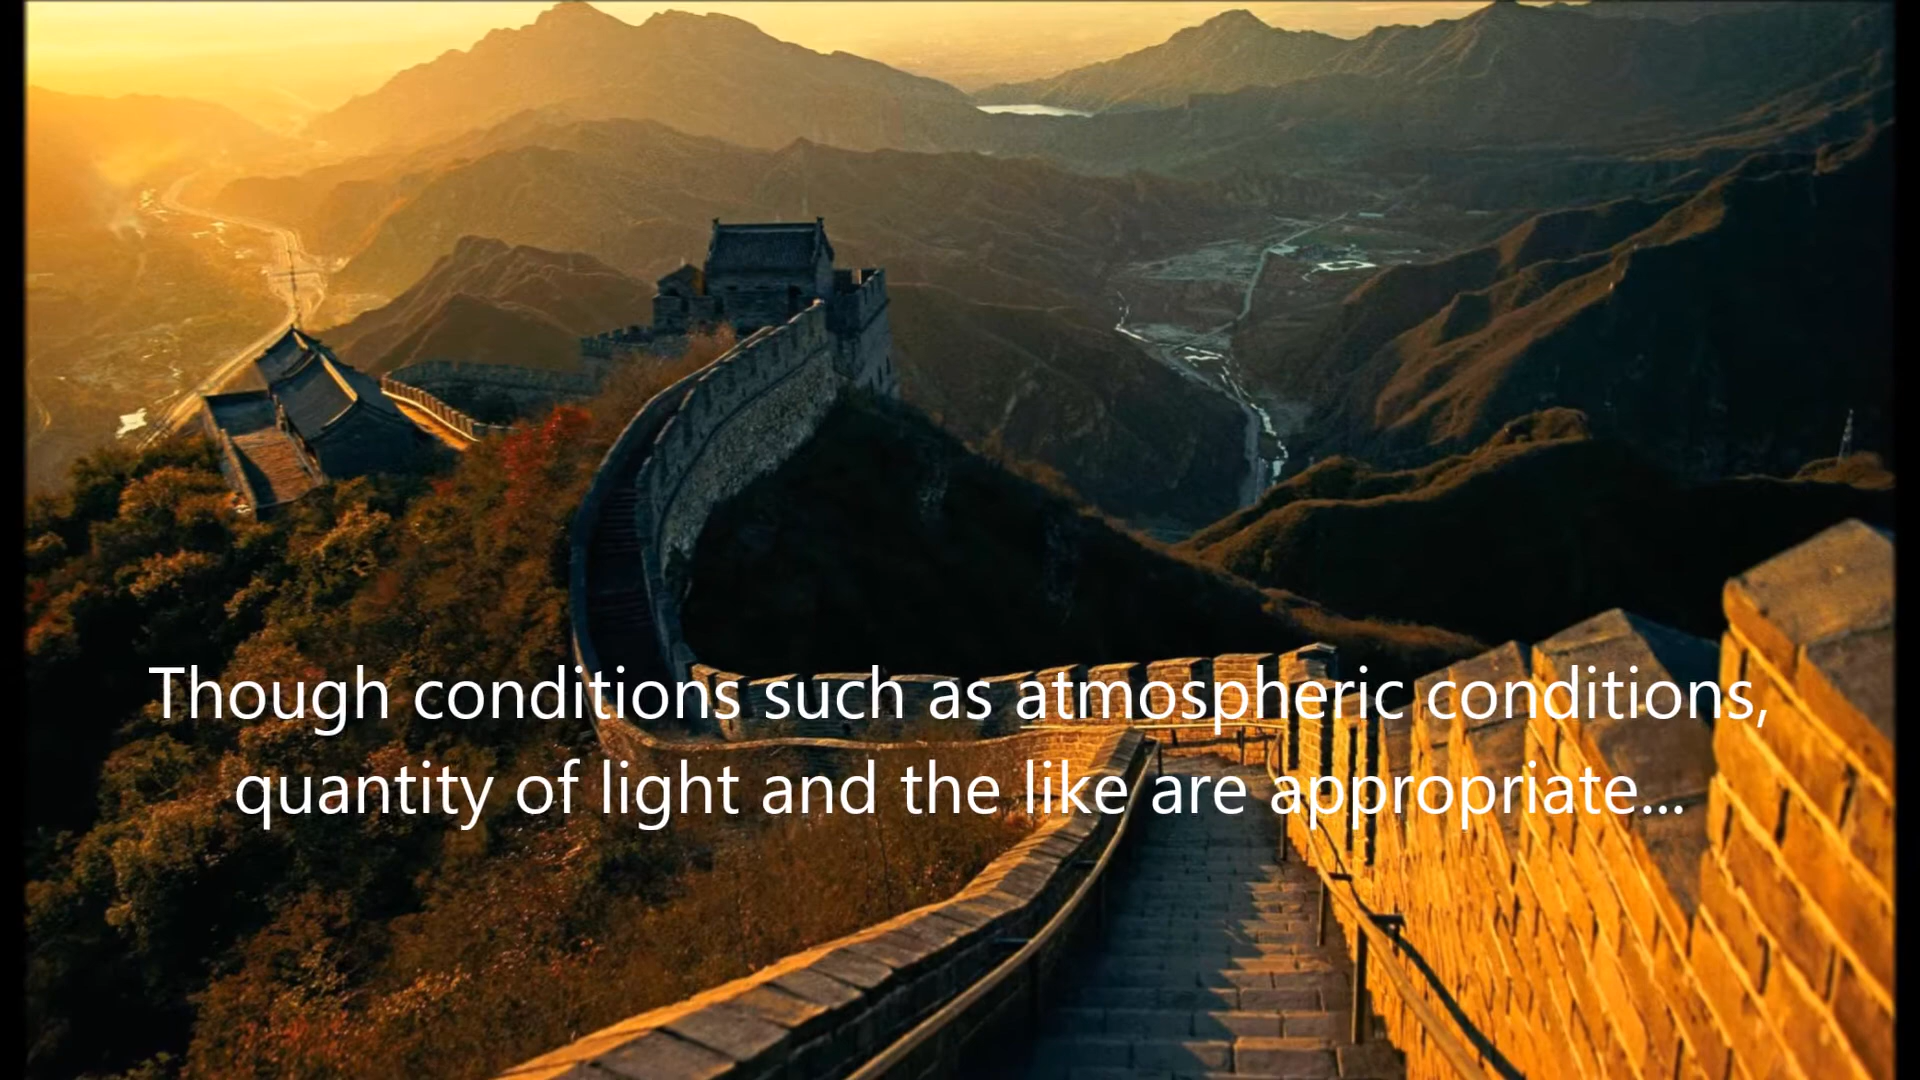 Though conditions such as atmospheric conditions,
quantity of light and the like are appropriate...